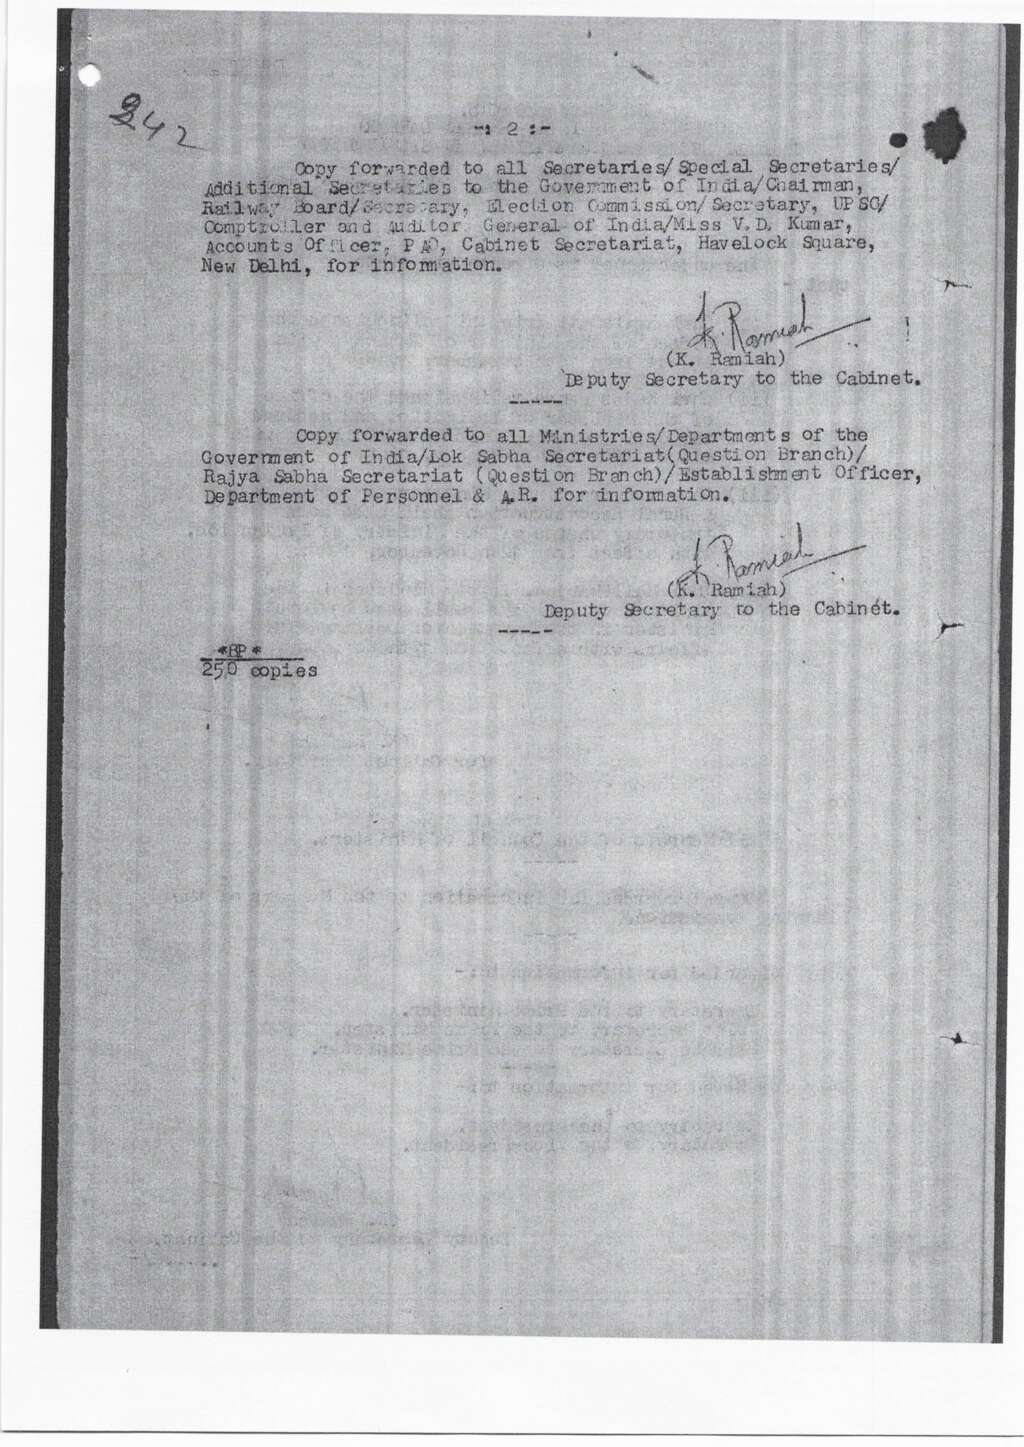 242
-: 2 :-
Copy forwarded to all Secretaries/Special Secretaries/
Additional Secretaries to the Government of India/Chairman,
Railway Board/Secretary, Election Commission/Secretary, UPSC/
Comptroller and Auditor General of India/Miss V.D. Kumar,
Accounts Officer, PAO, Cabinet Secretariat, Havelock Square,
New Delhi, for information.
K. Ramiah
(K. Ramiah)
Deputy Secretary to the Cabinet.
-----
Copy forwarded to all Ministries/Departments of the
Government of India/Lok Sabha Secretariat(Question Branch)/
Rajya Sabha Secretariat (Question Branch)/Establishment Officer,
Department of Personnel & A.R. for information.
K. Ramiah
(K. Ramiah)
Deputy Secretary to the Cabinet.
-----
*RP*
250 copies